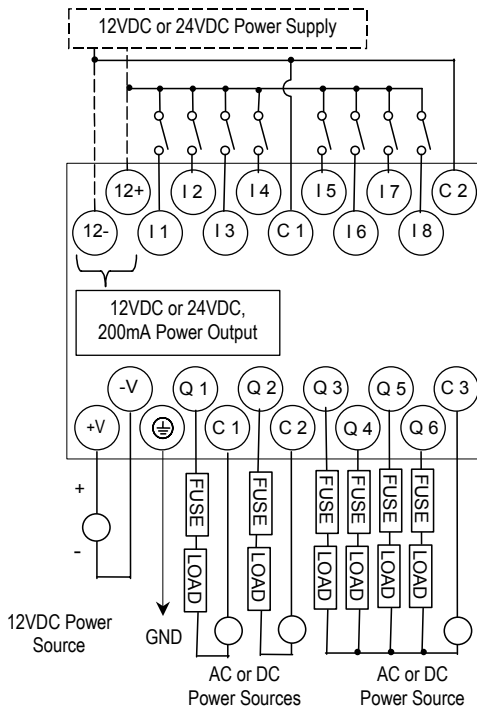 12VDC or 24VDC Power Supply
12+
I 2
I 4
I 5
I 7
C 2
12-
I 1
I 3
C 1
I 6
I 8
12VDC or 24VDC,
200mA Power Output
-V
Q 1
Q 2
Q 3
Q 5
C 3
+V
C 1
C 2
Q 4
Q 6
+
-
FUSE
FUSE
FUSE
FUSE
FUSE
FUSE
LOAD
LOAD
LOAD
LOAD
LOAD
LOAD
12VDC Power
Source
GND
AC or DC
Power Sources
AC or DC
Power Source